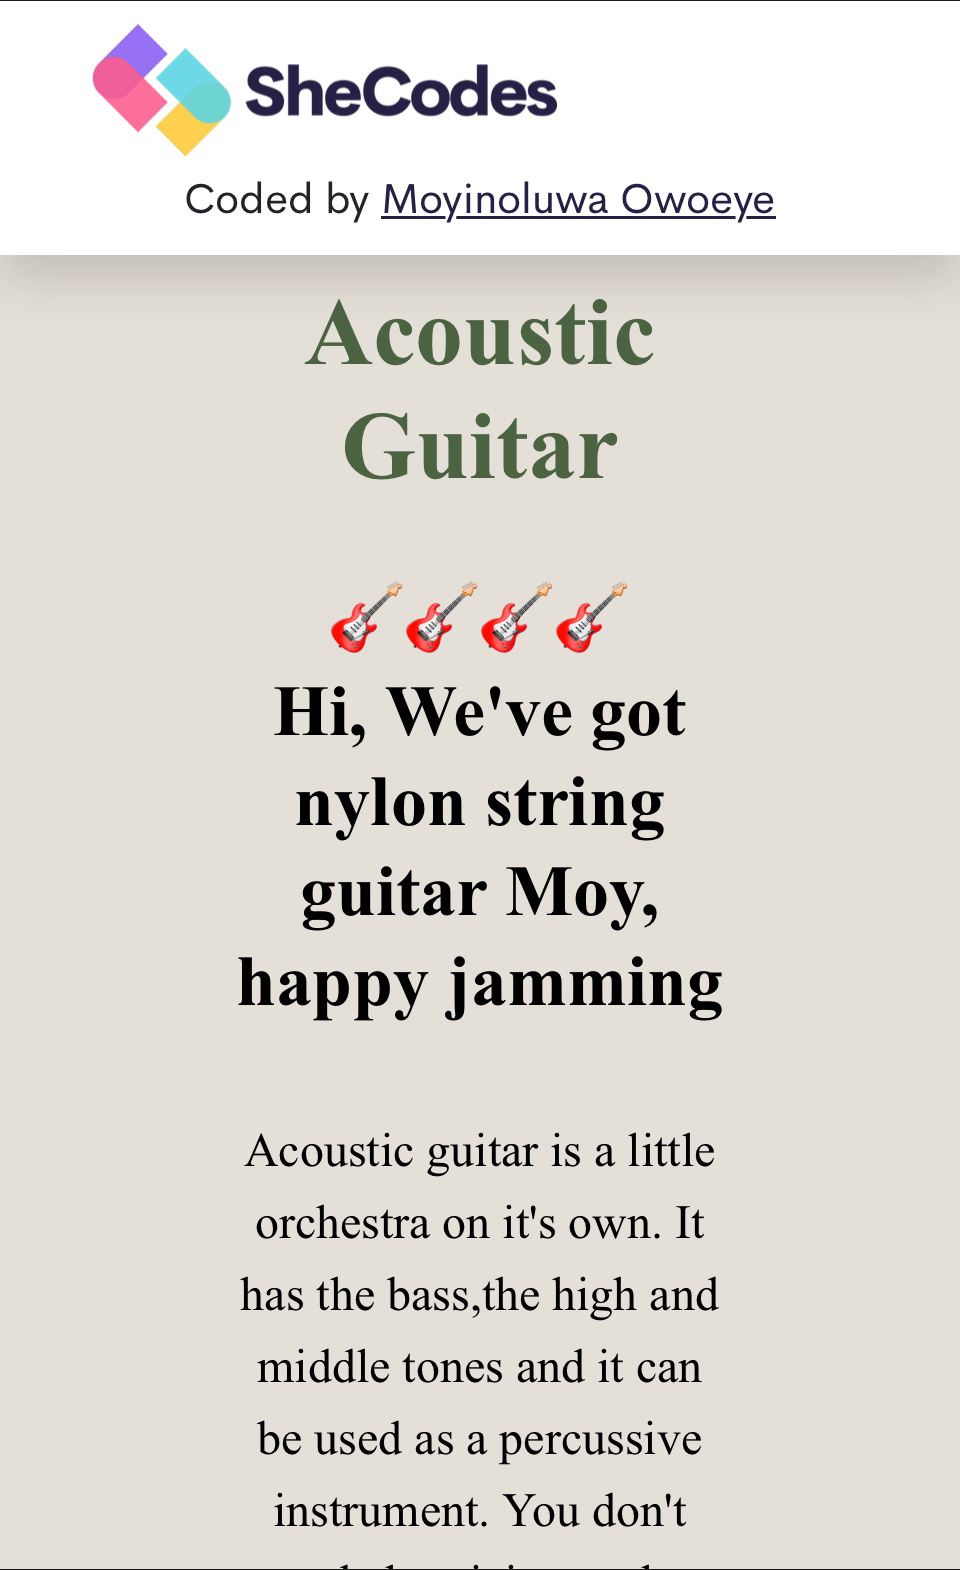 SheCodes
Coded by Moyinoluwa Owoeye
Acoustic
Guitar
🎸🎸🎸🎸
Hi, We've got
nylon string
guitar Moy,
happy jamming
Acoustic guitar is a little
orchestra on it's own. It
has the bass,the high and
middle tones and it can
be used as a percussive
instrument. You don't